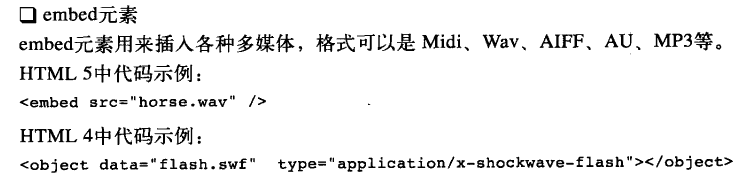 ❑ embed元素
embed元素用来插入各种多媒体，格式可以是 Midi、Wav、AIFF、AU、MP3等。
HTML 5中代码示例：
<embed src="horse.wav" />
HTML 4中代码示例：
<object data="flash.swf"  type="application/x-shockwave-flash"></object>